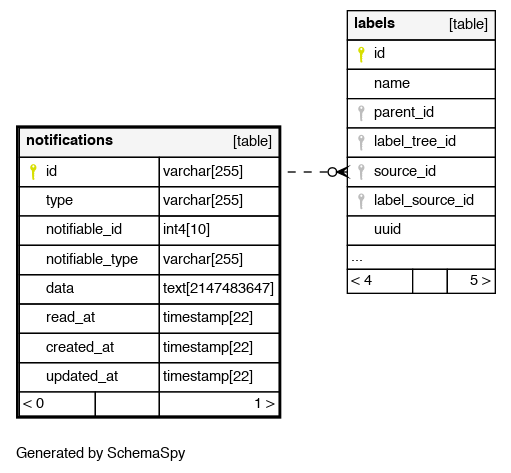 labels [table]
id
name
parent_id
label_tree_id
source_id
label_source_id
uuid
...
< 4 5 >
notifications [table]
id varchar[255]
type varchar[255]
notifiable_id int4[10]
notifiable_type varchar[255]
data text[2147483647]
read_at timestamp[22]
created_at timestamp[22]
updated_at timestamp[22]
< 0 1 >
Generated by SchemaSpy